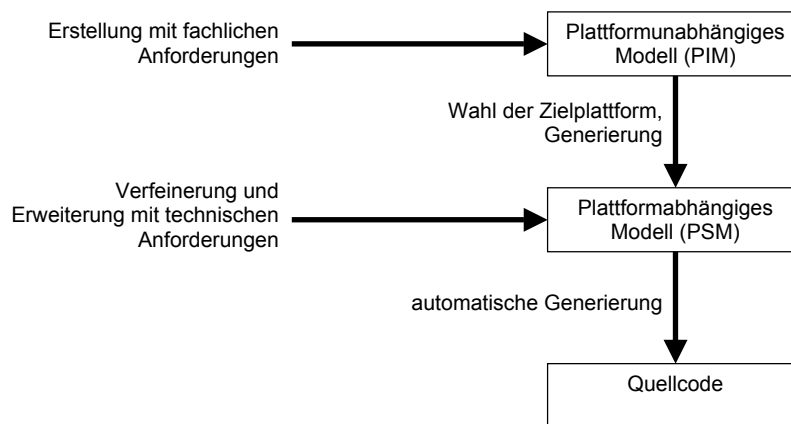 Erstellung mit fachlichen
Anforderungen
Plattformunabhängiges
Modell (PIM)
Wahl der Zielplattform,
Generierung
Verfeinerung und
Erweiterung mit technischen
Anforderungen
Plattformabhängiges
Modell (PSM)
automatische Generierung
Quellcode